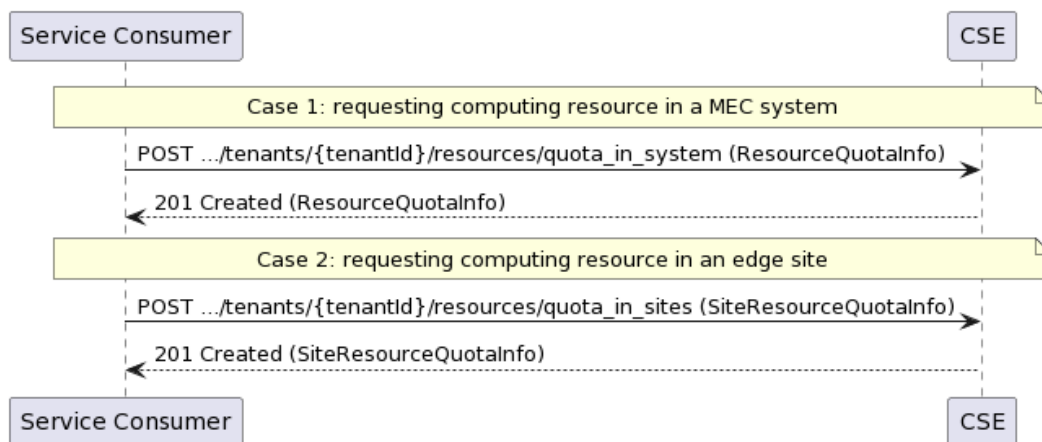 Service Consumer CSE
Case 1: requesting computing resource in a MEC system
POST .../tenants/{tenantId}/resources/quota_in_system (ResourceQuotaInfo)
201 Created (ResourceQuotaInfo)
Case 2: requesting computing resource in an edge site
POST .../tenants/{tenantId}/resources/quota_in_sites (SiteResourceQuotaInfo)
201 Created (SiteResourceQuotaInfo)
Service Consumer CSE